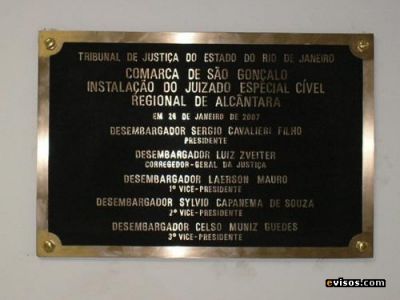 TRIBUNAL DE JUSTIÇA DO ESTADO DO RIO DE JANEIRO
COMARCA DE SÃO GONÇALO
INSTALAÇÃO DO JUIZADO ESPECIAL CÍVEL
REGIONAL DE ALCÂNTARA
EM 26 DE JANEIRO DE 2007
DESEMBARGADOR SERGIO CAVALIERI FILHO
PRESIDENTE
DESEMBARGADOR LUIZ ZVEITER
CORREGEDOR-GERAL DA JUSTIÇA
DESEMBARGADOR LAERSON MAURO
1º VICE-PRESIDENTE
DESEMBARGADOR SYLVIO CAPANEMA DE SOUZA
2º VICE-PRESIDENTE
DESEMBARGADOR CELSO MUNIZ GUEDES
3º VICE-PRESIDENTE
evisos.com